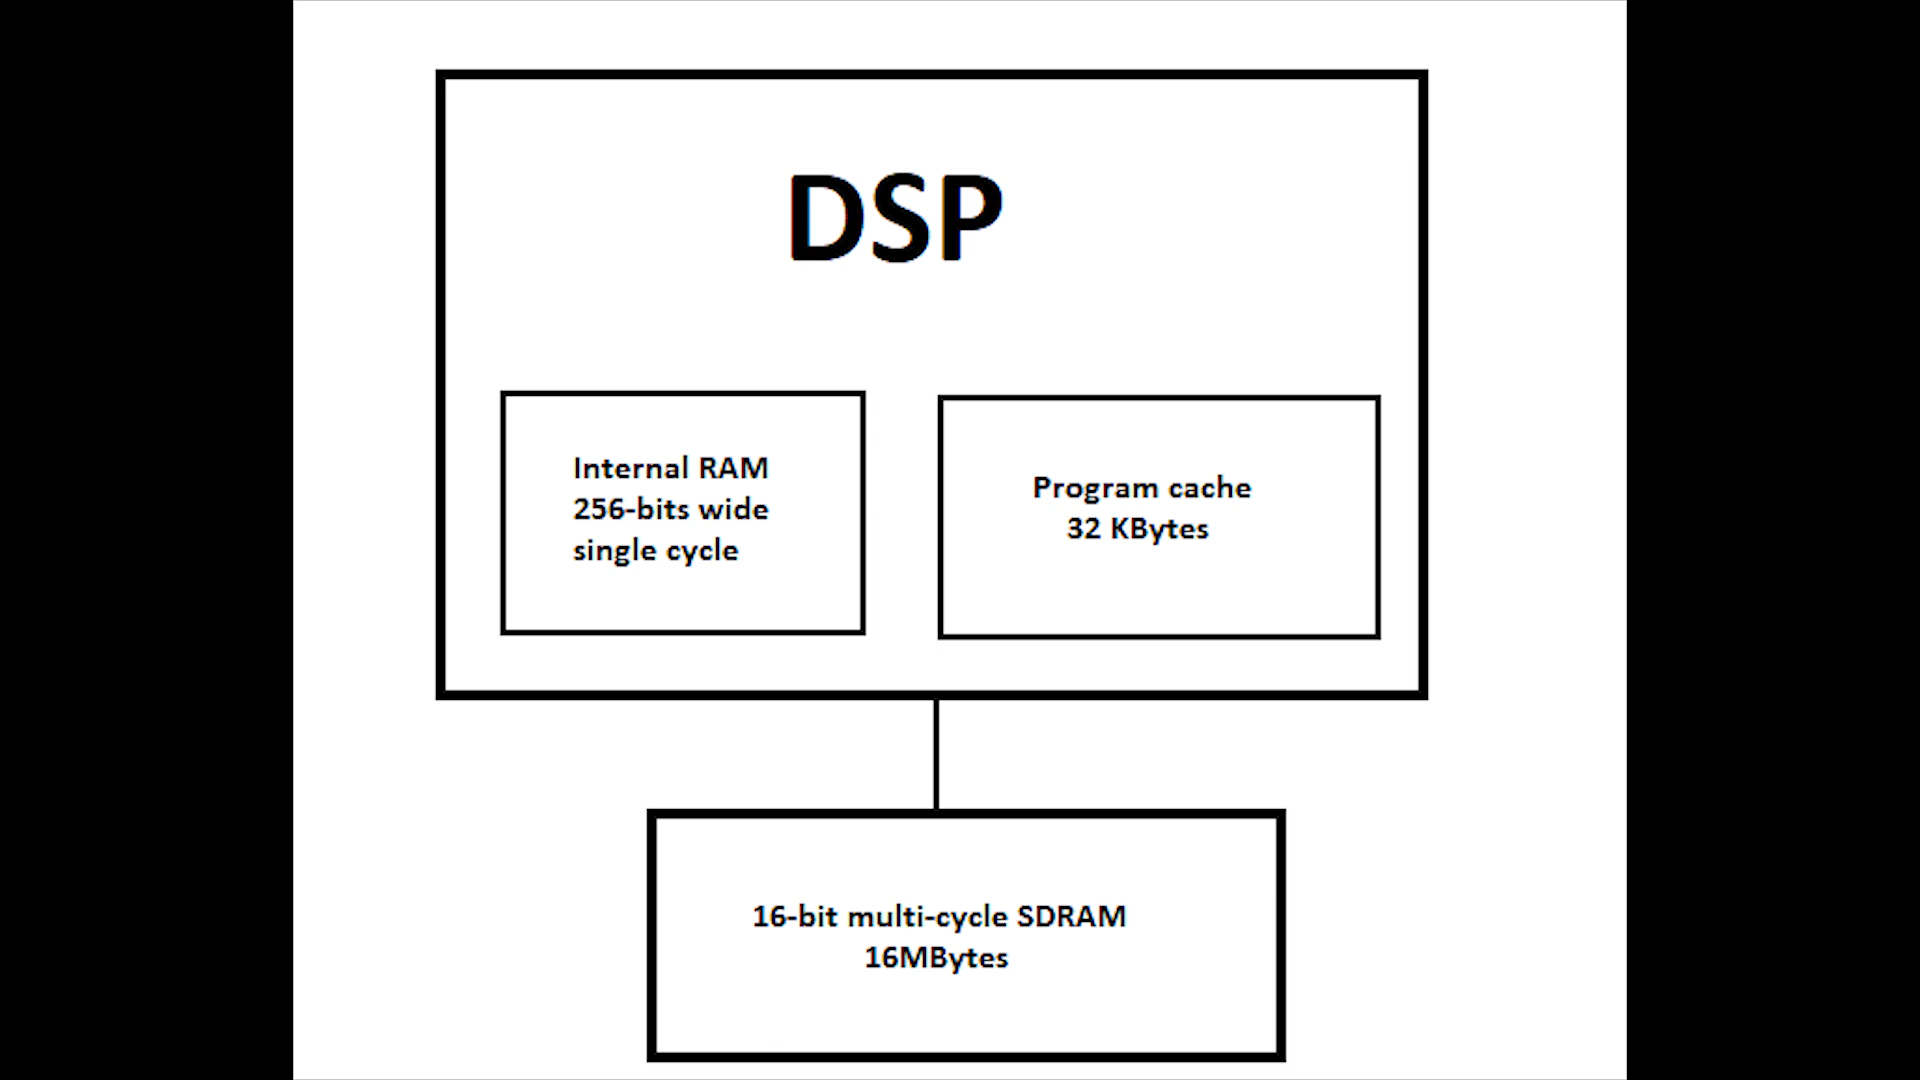 DSP
Internal RAM
256-bits wide
single cycle
Program cache
32 KBytes
16-bit multi-cycle SDRAM
16MBytes